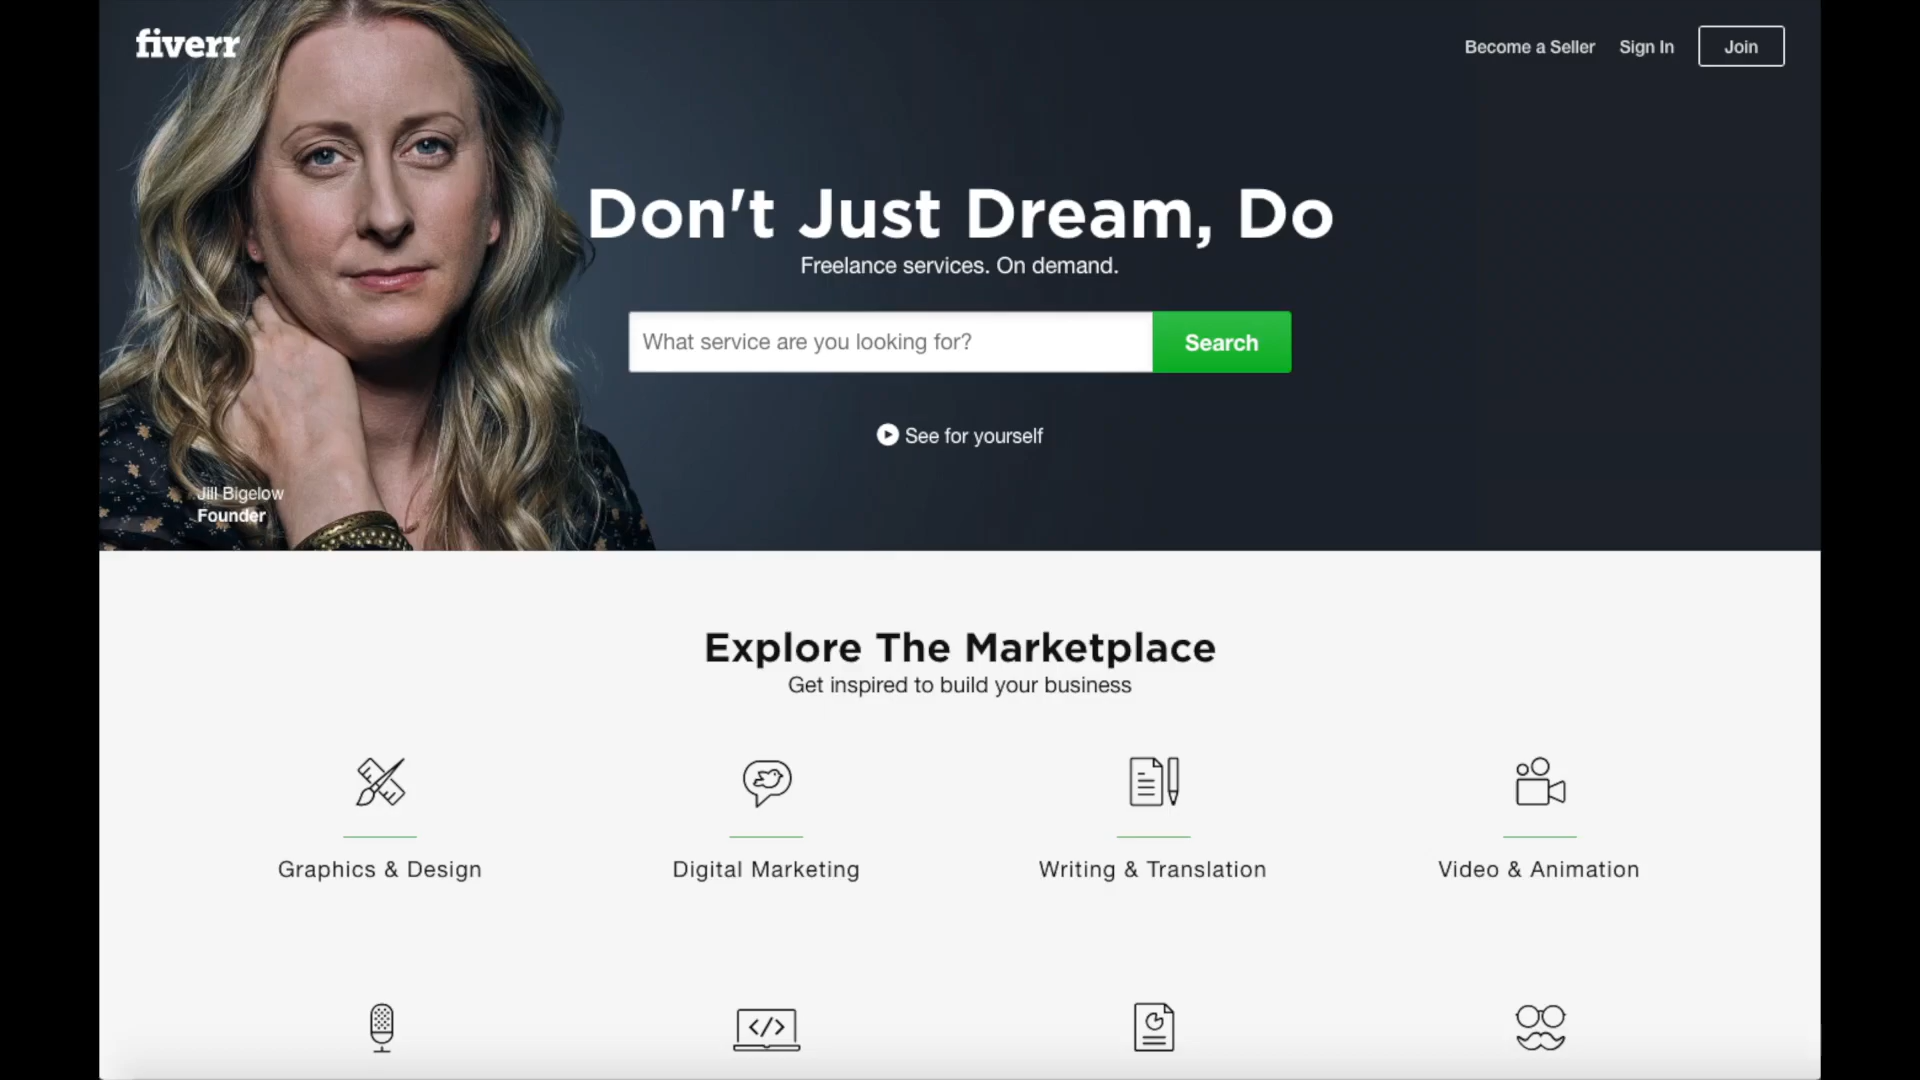 fiverr
Become a Seller
Sign In
Join
Don't Just Dream, Do
Freelance services. On demand.
What service are you looking for?
Search
See for yourself
Jill Bigelow
Founder
Explore The Marketplace
Get inspired to build your business
Graphics & Design
Digital Marketing
Writing & Translation
Video & Animation